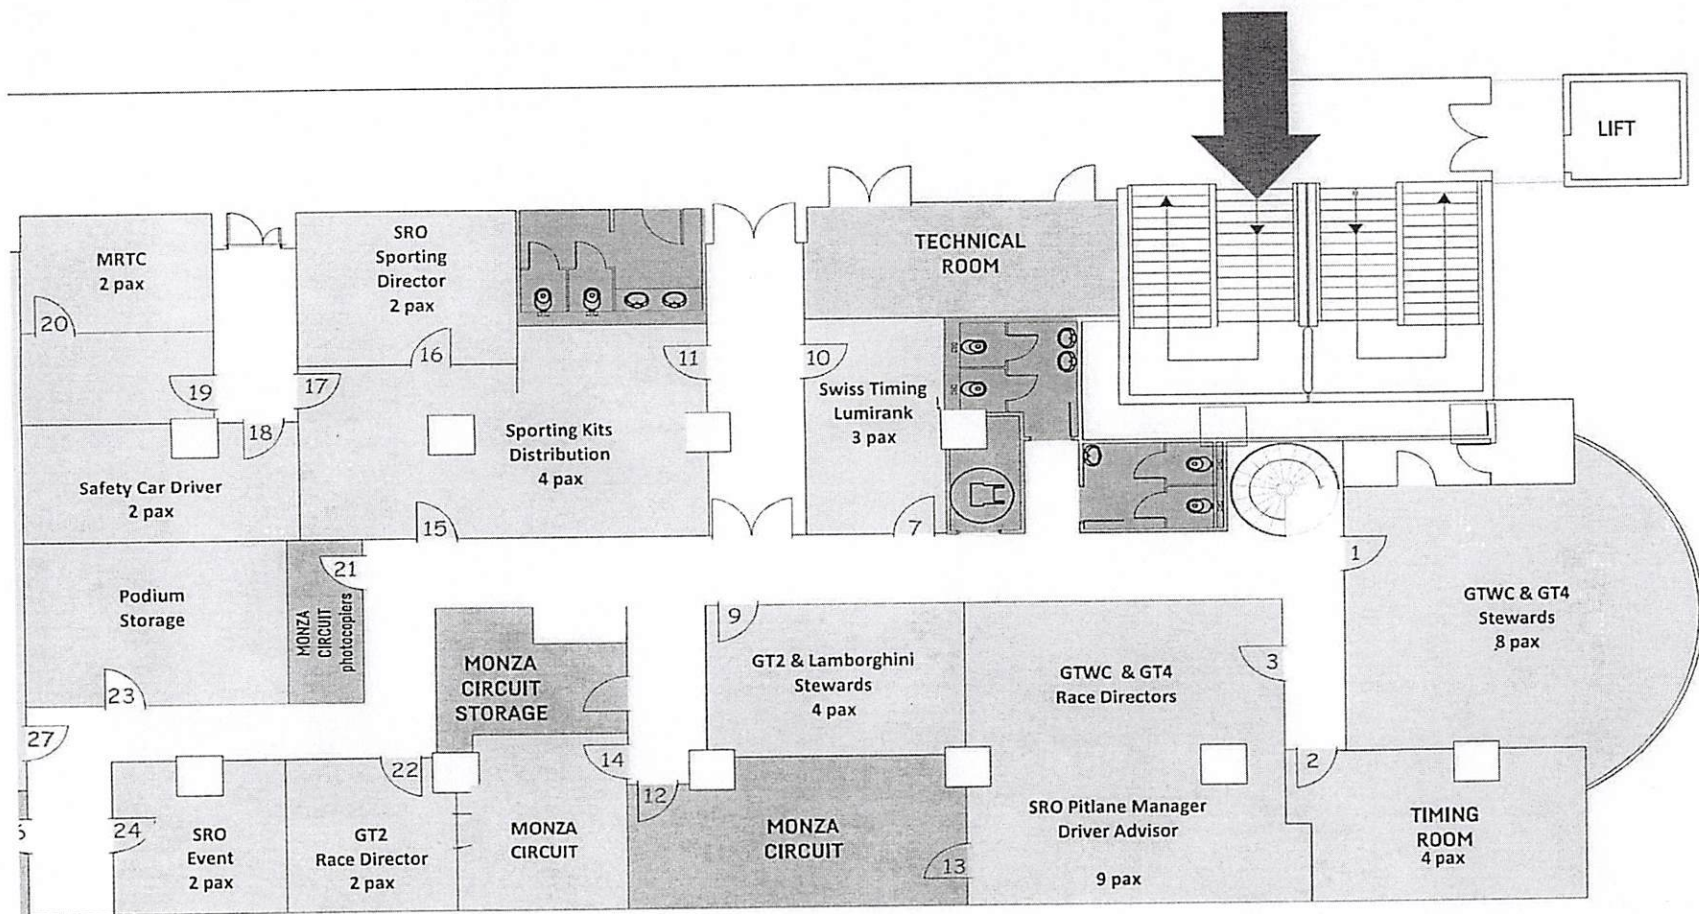 LIFT
MRTC
2 pax
20
19
18
17
SRO
Sporting
Director
2 pax
16
11
10
TECHNICAL
ROOM
Swiss Timing
Lumirank
3 pax
7
Sporting Kits
Distribution
4 pax
15
Safety Car Driver
2 pax
Podium
Storage
23
21
MONZA
CIRCUIT
photocopiers
1
GTWC & GT4
Stewards
8 pax
9
GT2 & Lamborghini
Stewards
4 pax
GTWC & GT4
Race Directors
3
MONZA
CIRCUIT
STORAGE
27
22
14
12
2
24
SRO
Event
2 pax
GT2
Race Director
2 pax
MONZA
CIRCUIT
MONZA
CIRCUIT
13
SRO Pitlane Manager
Driver Advisor
9 pax
TIMING
ROOM
4 pax